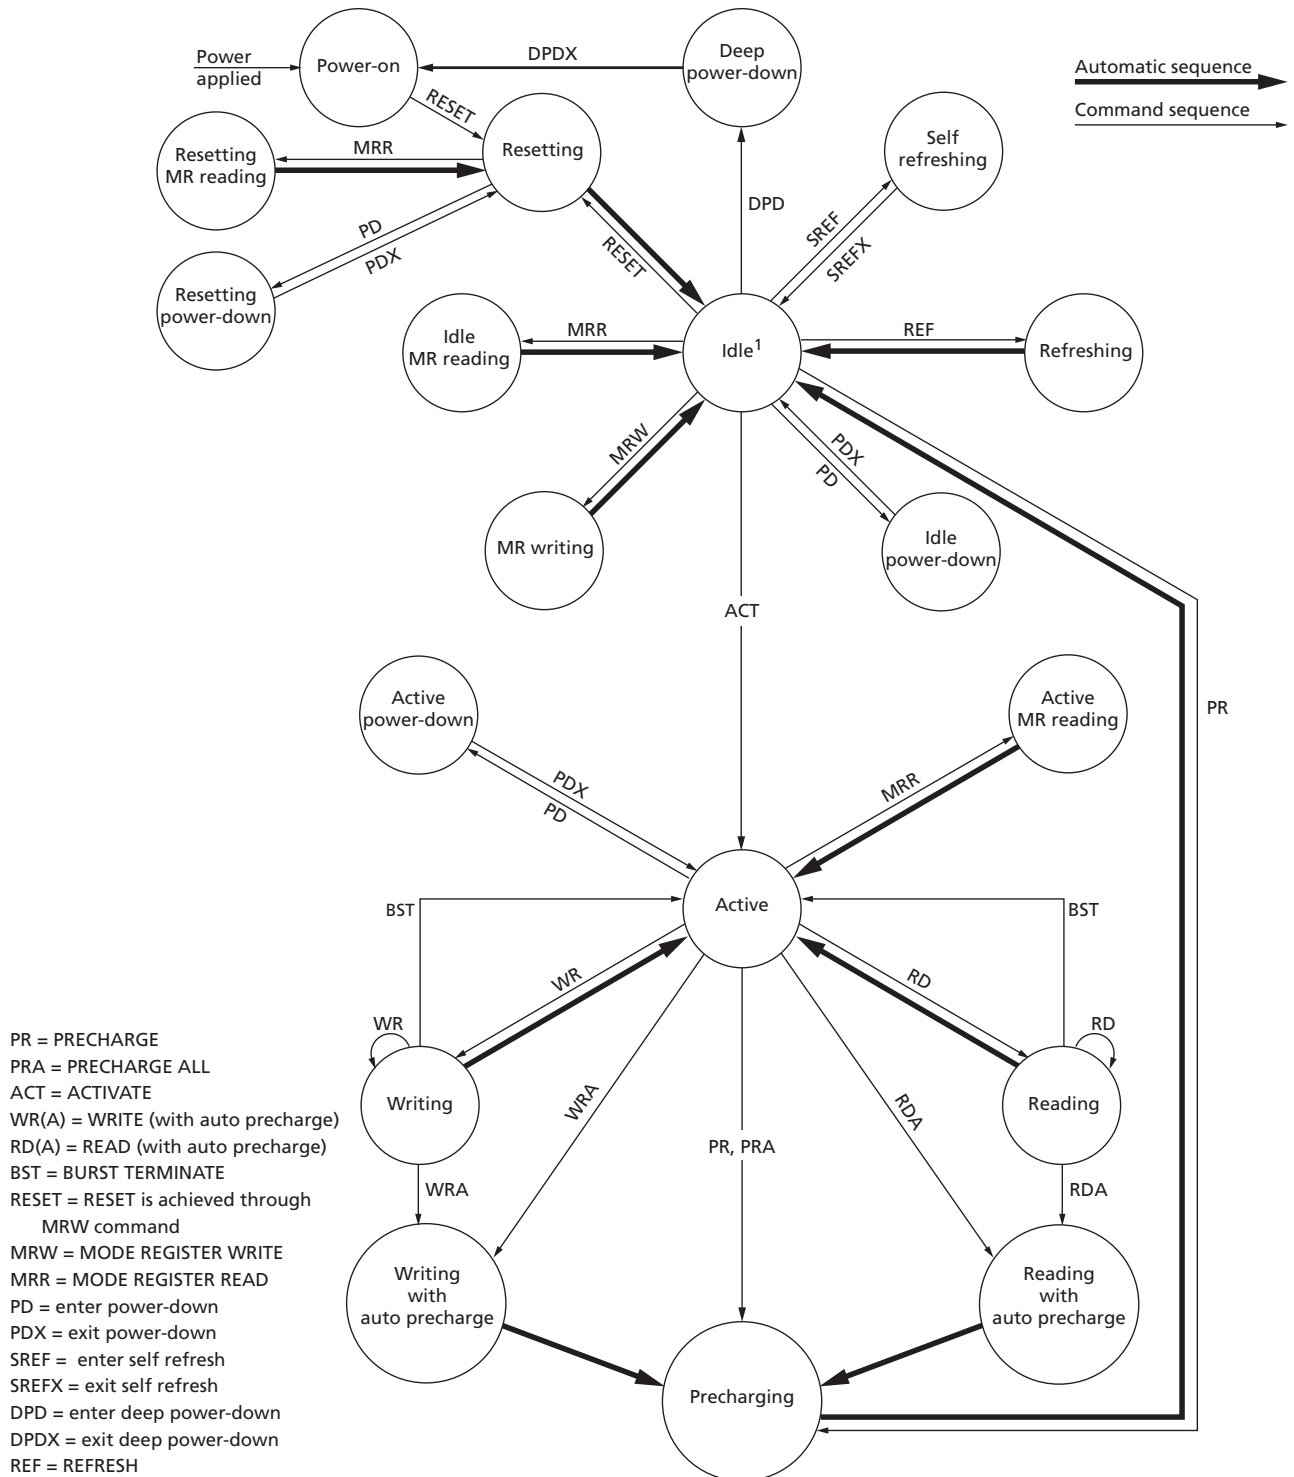 Power
applied
Power-on
DPDX
Deep
power-down
Automatic sequence
Command sequence
RESET
Resetting
MR reading
MRR
Resetting
Self
refreshing
PD
PDX
RESET
DPD
SREF
SREFX
Resetting
power-down
Idle
MR reading
MRR
Idle1
REF
Refreshing
MRW
PDX
PD
MR writing
Idle
power-down
ACT
Active
power-down
Active
MR reading
PR
PDX
PD
MRR
BST
Active
BST
WR
RD
WR
RD
Writing
Reading
WRA
RDA
PR, PRA
WRA
RDA
Writing
with
auto precharge
Reading
with
auto precharge
Precharging
PR = PRECHARGE
PRA = PRECHARGE ALL
ACT = ACTIVATE
WR(A) = WRITE (with auto precharge)
RD(A) = READ (with auto precharge)
BST = BURST TERMINATE
RESET = RESET is achieved through
MRW command
MRW = MODE REGISTER WRITE
MRR = MODE REGISTER READ
PD = enter power-down
PDX = exit power-down
SREF =  enter self refresh
SREFX = exit self refresh
DPD = enter deep power-down
DPDX = exit deep power-down
REF = REFRESH